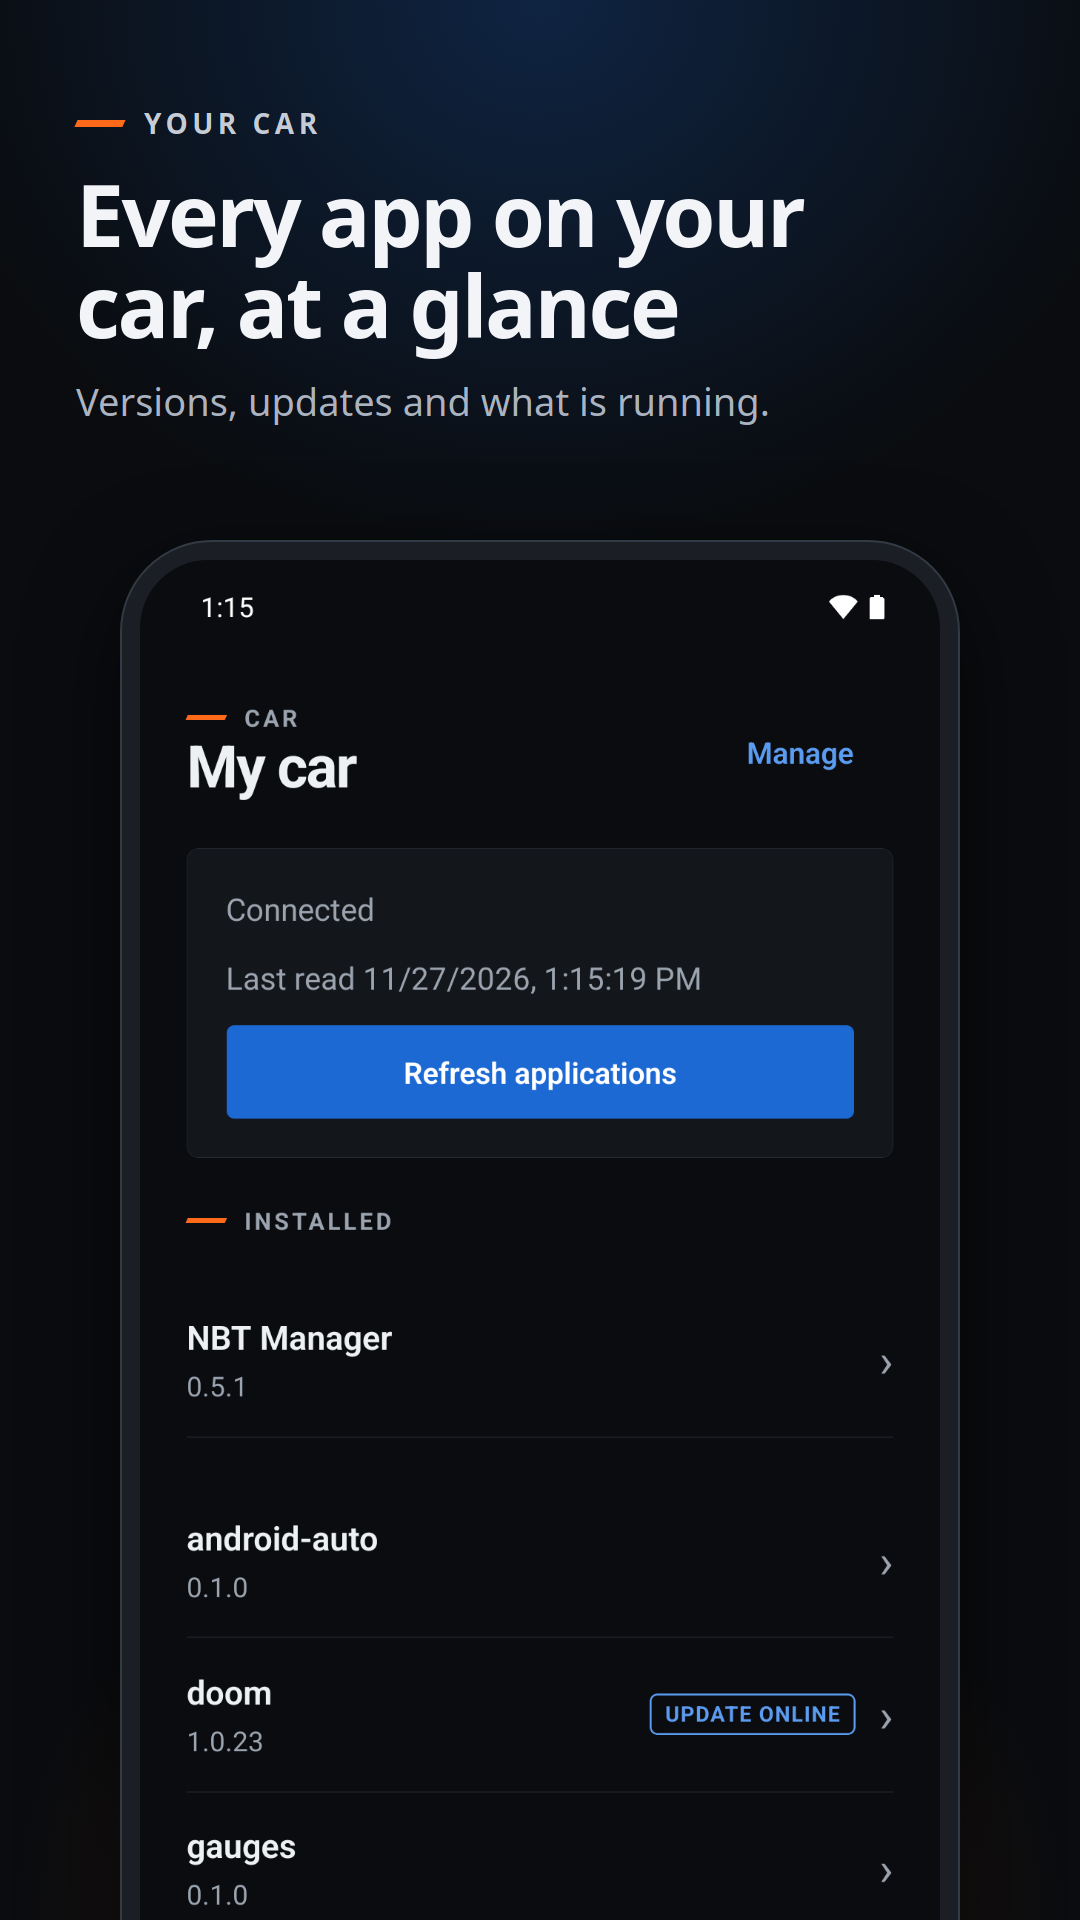 YOUR CAR
Every app on your
car, at a glance
Versions, updates and what is running.
1:15
CAR
My car
Manage
Connected
Last read 11/27/2026, 1:15:19 PM
Refresh applications
INSTALLED
NBT Manager
0.5.1
android-auto
0.1.0
doom
1.0.23
UPDATE ONLINE
gauges
0.1.0